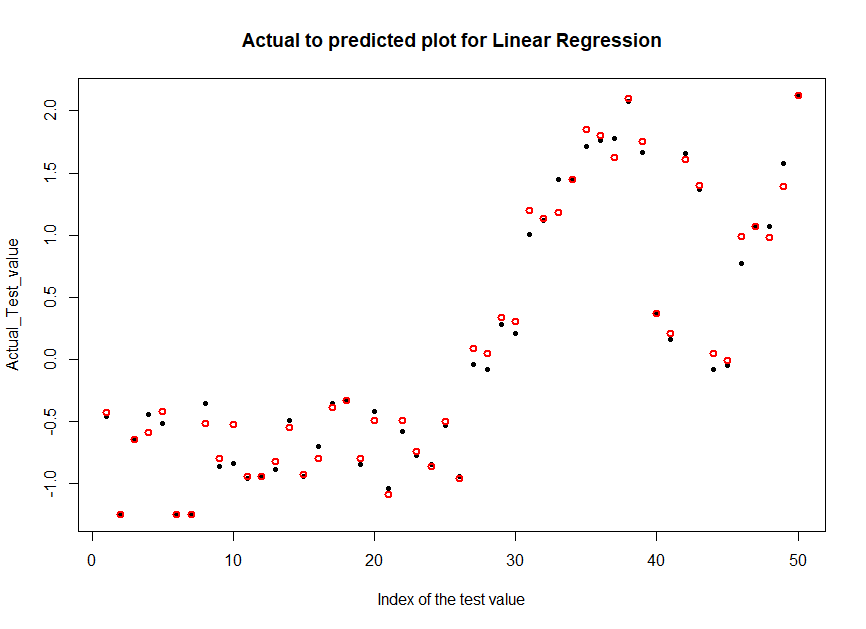 Actual to predicted plot for Linear Regression
Actual_Test_value
2.0
1.5
1.0
0.5
0.0
-0.5
-1.0
0 10 20 30 40 50
Index of the test value